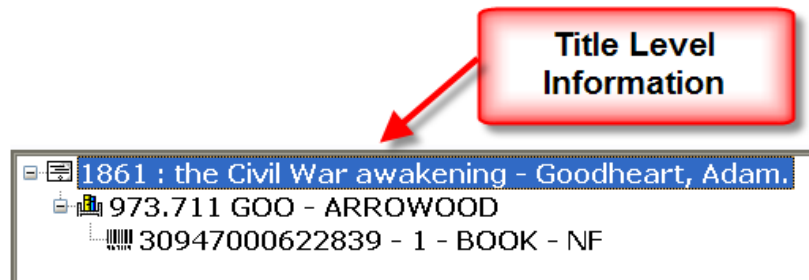 Title Level
Information
1861 : the Civil War awakening - Goodheart, Adam.
973.711 GOO - ARROWOOD
30947000622839 - 1 - BOOK - NF